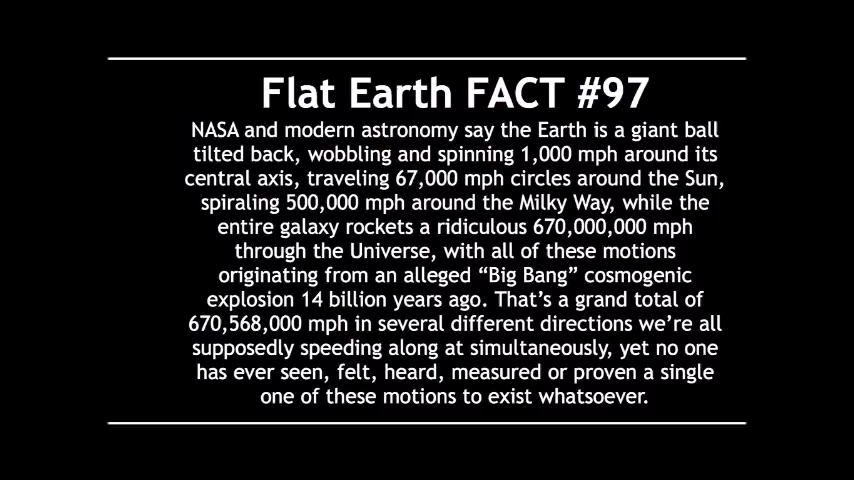 Flat Earth FACT #97
NASA and modern astronomy say the Earth is a giant ball
tilted back, wobbling and spinning 1,000 mph around its
central axis, traveling 67,000 mph circles around the Sun,
spiraling 500,000 mph around the Milky Way, while the
entire galaxy rockets a ridiculous 670,000,000 mph
through the Universe, with all of these motions
originating from an alleged “Big Bang” cosmogenic
explosion 14 billion years ago. That’s a grand total of
670,568,000 mph in several different directions we’re all
supposedly speeding along at simultaneously, yet no one
has ever seen, felt, heard, measured or proven a single
one of these motions to exist whatsoever.